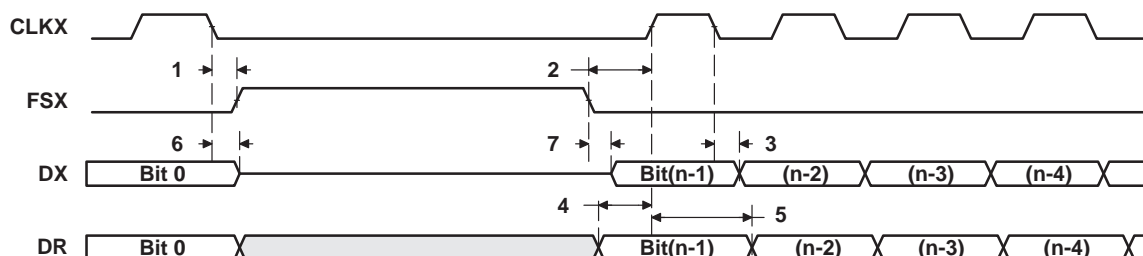 CLKX
1 2
FSX
6 7 3
DX Bit 0 Bit(n-1) (n-2) (n-3) (n-4)
4 5
DR Bit 0 Bit(n-1) (n-2) (n-3) (n-4)